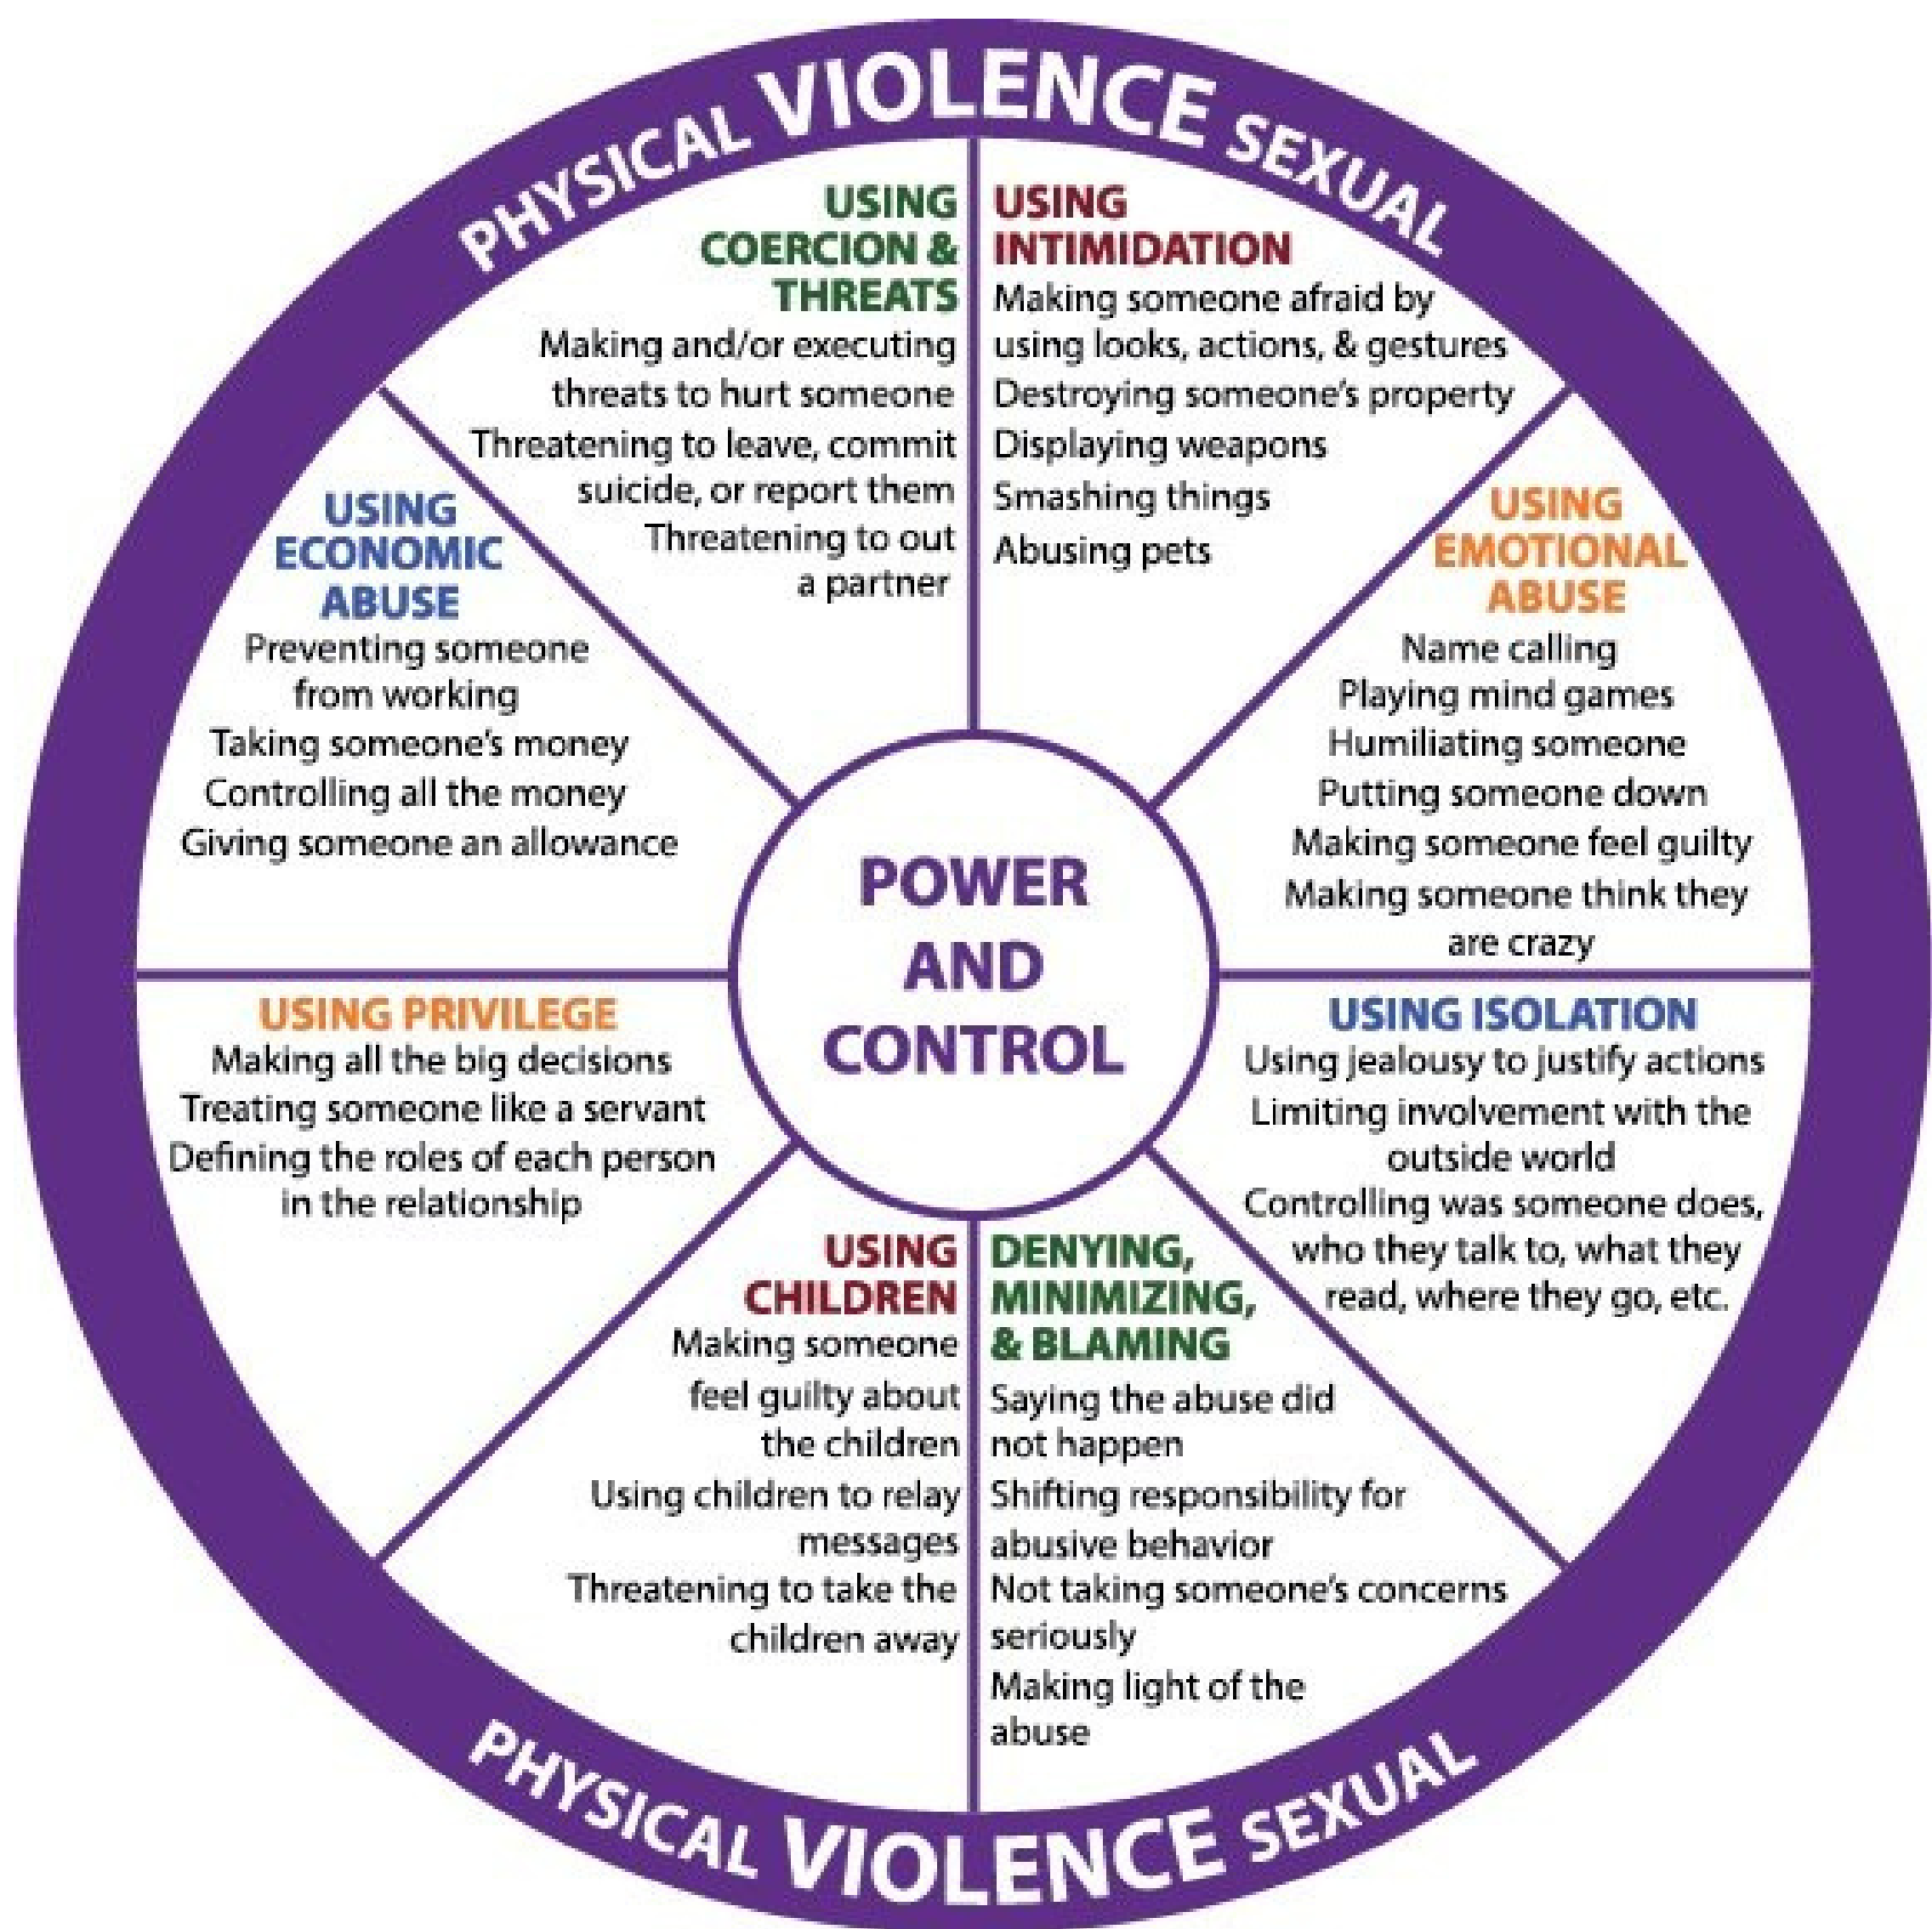 PHYSICAL VIOLENCE SEXUAL
USING
COERCION &
THREATS
Making and/or executing
threats to hurt someone
Threatening to leave, commit
suicide, or report them
Threatening to out
a partner
USING
INTIMIDATION
Making someone afraid by
using looks, actions, & gestures
Destroying someone's property
Displaying weapons
Smashing things
Abusing pets
USING
EMOTIONAL
ABUSE
Name calling
Playing mind games
Humiliating someone
Putting someone down
Making someone feel guilty
Making someone think they
are crazy
USING ISOLATION
Using jealousy to justify actions
Limiting involvement with the
outside world
Controlling was someone does,
who they talk to, what they
read, where they go, etc.
DENYING,
MINIMIZING,
& BLAMING
Saying the abuse did
not happen
Shifting responsibility for
abusive behavior
Not taking someone's concerns
seriously
Making light of the
abuse
USING
CHILDREN
Making someone
feel guilty about
the children
Using children to relay
messages
Threatening to take the
children away
USING PRIVILEGE
Making all the big decisions
Treating someone like a servant
Defining the roles of each person
in the relationship
USING
ECONOMIC
ABUSE
Preventing someone
from working
Taking someone's money
Controlling all the money
Giving someone an allowance
POWER
AND
CONTROL
PHYSICAL VIOLENCE SEXUAL